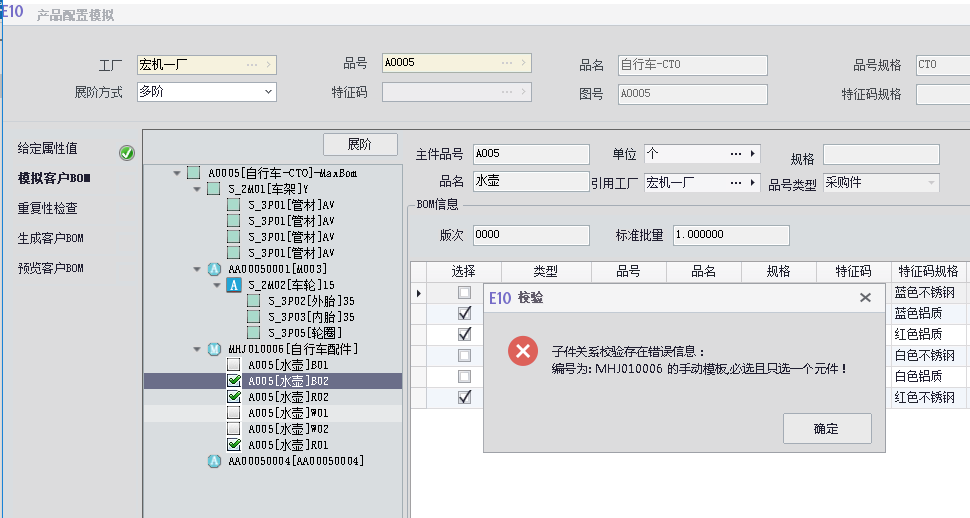 E10 产品配置模拟
工厂 宏机一厂 ··· 品号 A0005 ··· 品名 自行车-CTO 品号规格 CTO
展阶方式 多阶 特征码 ··· 图号 A0005 特征码规格
给定属性值
模拟客户BOM
重复性检查
生成客户BOM
预览客户BOM
展阶
A0005[自行车-CTO]-MaxBom
S_2M01[车架]Y
S_3P01[管材]AV
S_3P01[管材]AV
S_3P01[管材]AV
S_3P01[管材]AV
A AA00050001[M003]
A S_2M02[车轮]15
S_3P02[外胎]35
S_3P03[内胎]35
S_3P05[轮圈]
M MHJ010006[自行车配件]
A005[水壶]B01
A005[水壶]B02
A005[水壶]R02
A005[水壶]W01
A005[水壶]W02
A005[水壶]R01
A AA00050004[AA00050004]
主件品号 A005 单位 个 ··· 规格
品名 水壶 引用工厂 宏机一厂 ··· 品号类型 采购件
BOM信息
版次 0000 标准批量 1.000000
选择 类型 品号 品名 规格 特征码 特征码规格
蓝色不锈钢
蓝色铝质
红色铝质
白色不锈钢
白色铝质
红色不锈钢
E10 校验
子件关系校验存在错误信息：
编号为: MHJ010006 的手动模板,必选且只选一个元件！
确定